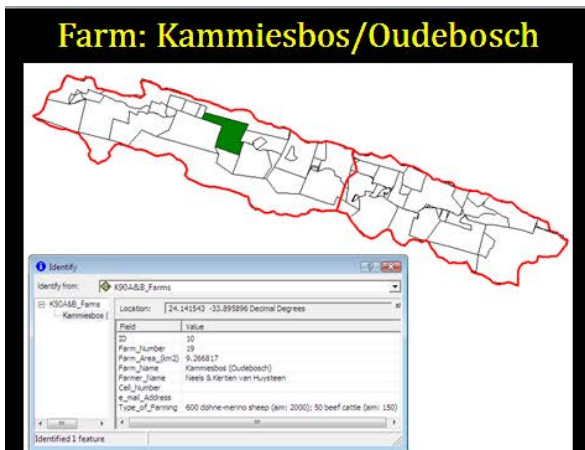 Farm: Kammiesbos/Oudebosch
Identify
Identify from: K90A&B_Farms
K90A&B_Farms
Kammiesbos (
Location: 24.141543 -33.895896 Decimal Degrees
Field Value
ID 10
Farm_Number 19
Farm_Area_(km2) 9.266817
Farm_Name Kammiesbos (Oudebosch)
Farmer_Name Neels & Kertien van Huysteen
Cell_Number
e_mail_Address
Type_of_Farming 600 dohne-merino sheep (aim: 2000); 50 beef cattle (aim: 150)
Identified 1 feature